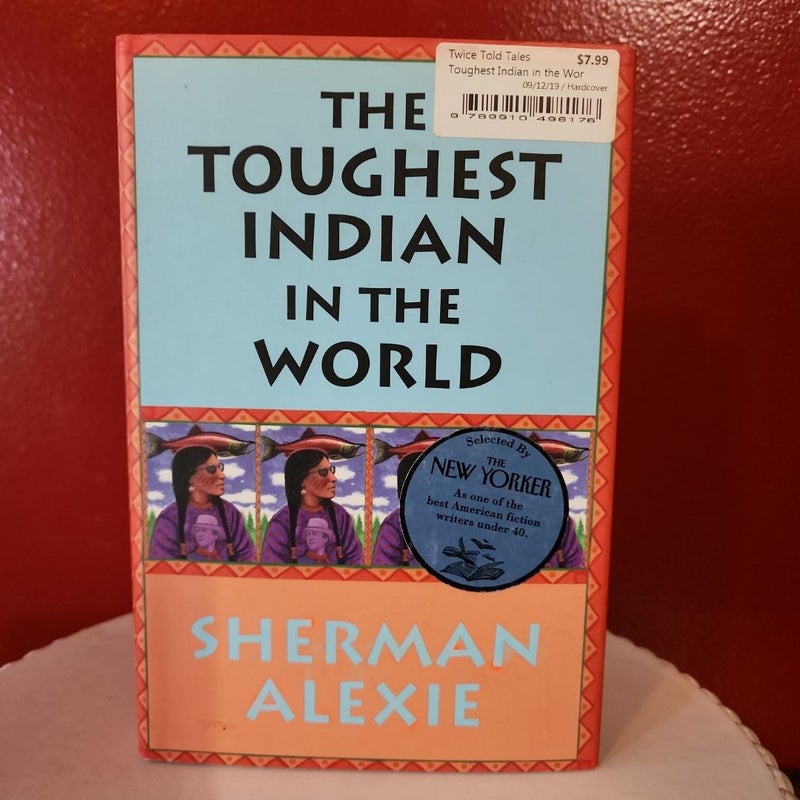 Twice Told Tales $7.99
Toughest Indian in the Wor
09/12/19 / Hardcover
9 789910 498176
THE
TOUGHEST
INDIAN
IN THE
WORLD
Selected By
THE
NEW YORKER
As one of the
best American fiction
writers under 40.
SHERMAN
ALEXIE